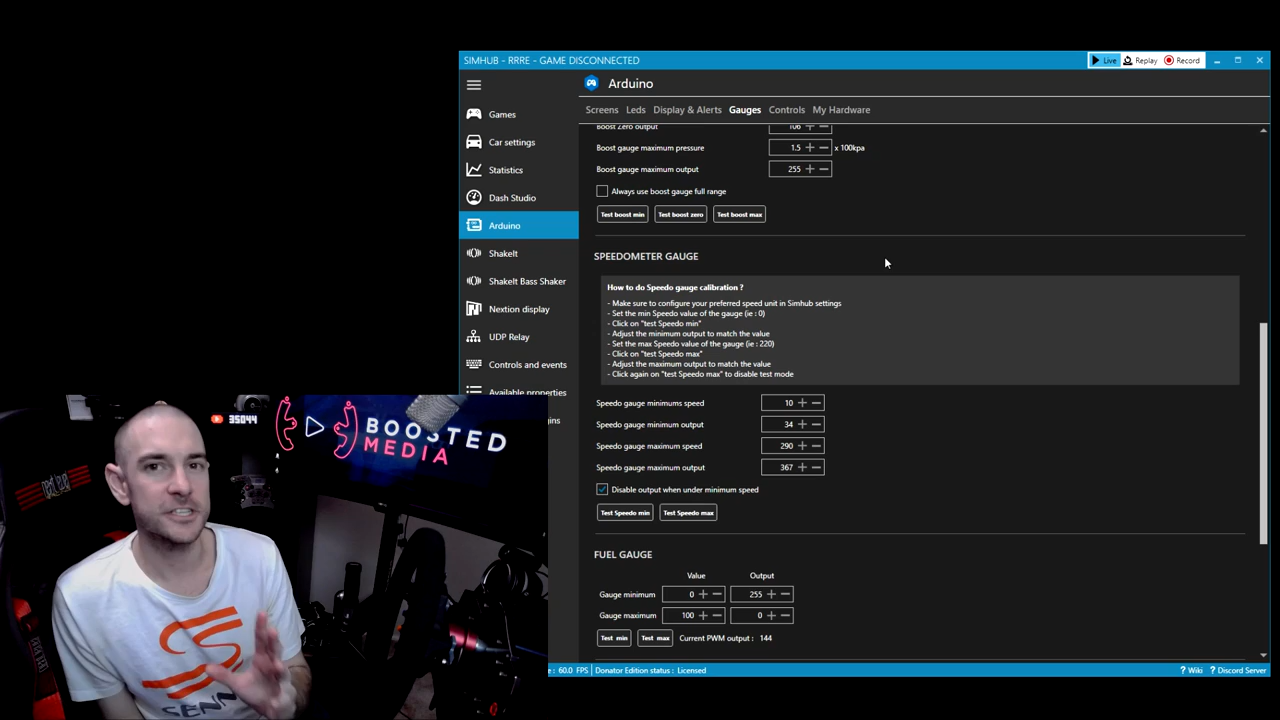 SIMHUB - RRRE - GAME DISCONNECTED
Live
Replay
Record
Arduino
Games
Car settings
Statistics
Dash Studio
Arduino
ShakeIt
ShakeIt Bass Shaker
Nextion display
UDP Relay
Controls and events
Available properties
Screens Leds Display & Alerts Gauges Controls My Hardware
Boost Zero output 106
Boost gauge maximum pressure 1.5 x 100kpa
Boost gauge maximum output 255
Always use boost gauge full range
Test boost min Test boost zero Test boost max
SPEEDOMETER GAUGE
How to do Speedo gauge calibration ?
- Make sure to configure your preferred speed unit in Simhub settings
- Set the min Speedo value of the gauge (ie : 0)
- Click on "test Speedo min"
- Adjust the minimum output to match the value
- Set the max Speedo value of the gauge (ie : 220)
- Click on "test Speedo max"
- Adjust the maximum output to match the value
- Click again on "test Speedo max" to disable test mode
Speedo gauge minimums speed 10
Speedo gauge minimum output 34
Speedo gauge maximum speed 290
Speedo gauge maximum output 367
Disable output when under minimum speed
Test Speedo min Test Speedo max
FUEL GAUGE
Value Output
Gauge minimum 0 255
Gauge maximum 100 0
Test min Test max Current PWM output : 144
: 60.0 FPS Donator Edition status : Licensed
? Wiki ? Discord Server
35044
BOOSTED
MEDIA